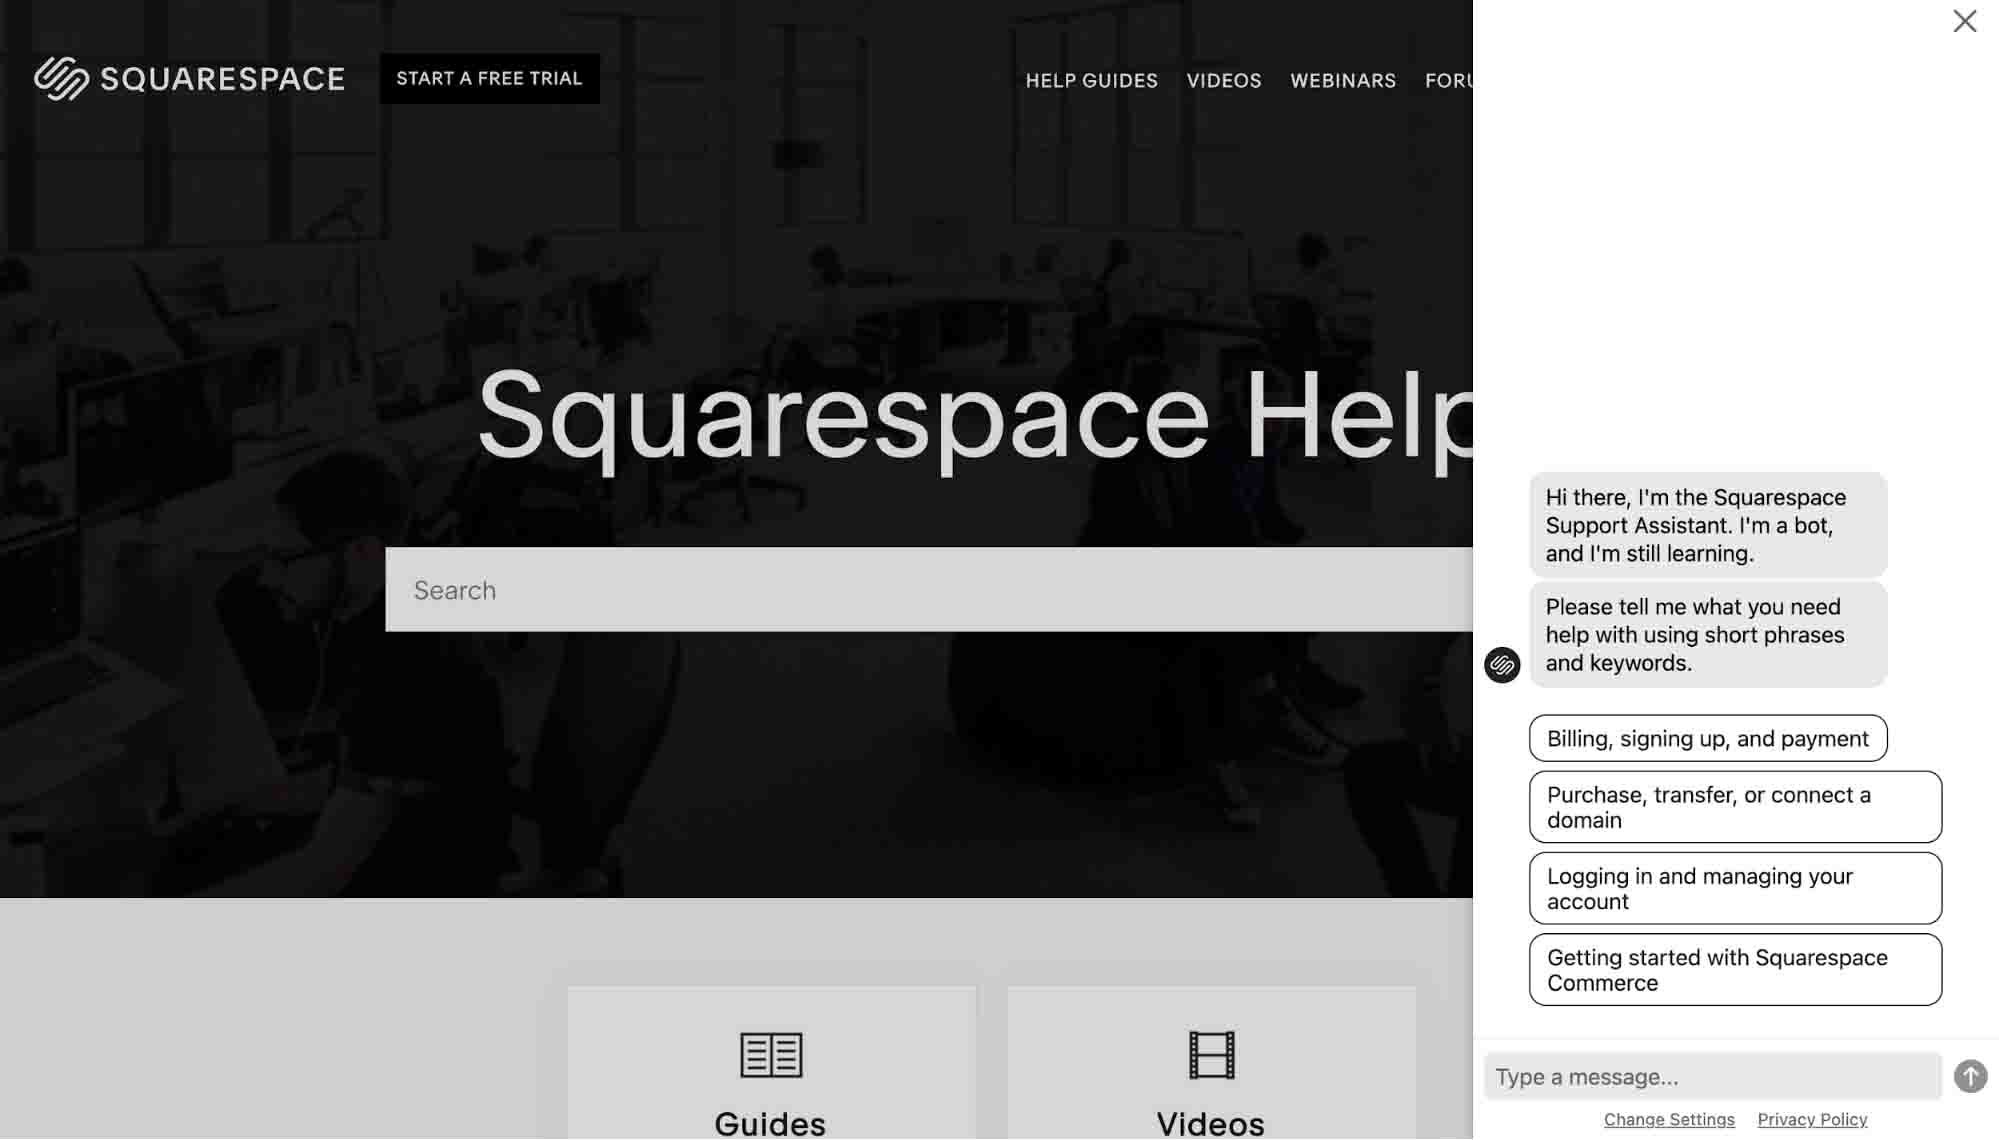 SQUARESPACE
START A FREE TRIAL
HELP GUIDES
VIDEOS
WEBINARS
FORU
Squarespace Help
Search
Guides
Videos
Hi there, I'm the Squarespace
Support Assistant. I'm a bot,
and I'm still learning.
Please tell me what you need
help with using short phrases
and keywords.
Billing, signing up, and payment
Purchase, transfer, or connect a
domain
Logging in and managing your
account
Getting started with Squarespace
Commerce
Type a message...
Change Settings
Privacy Policy